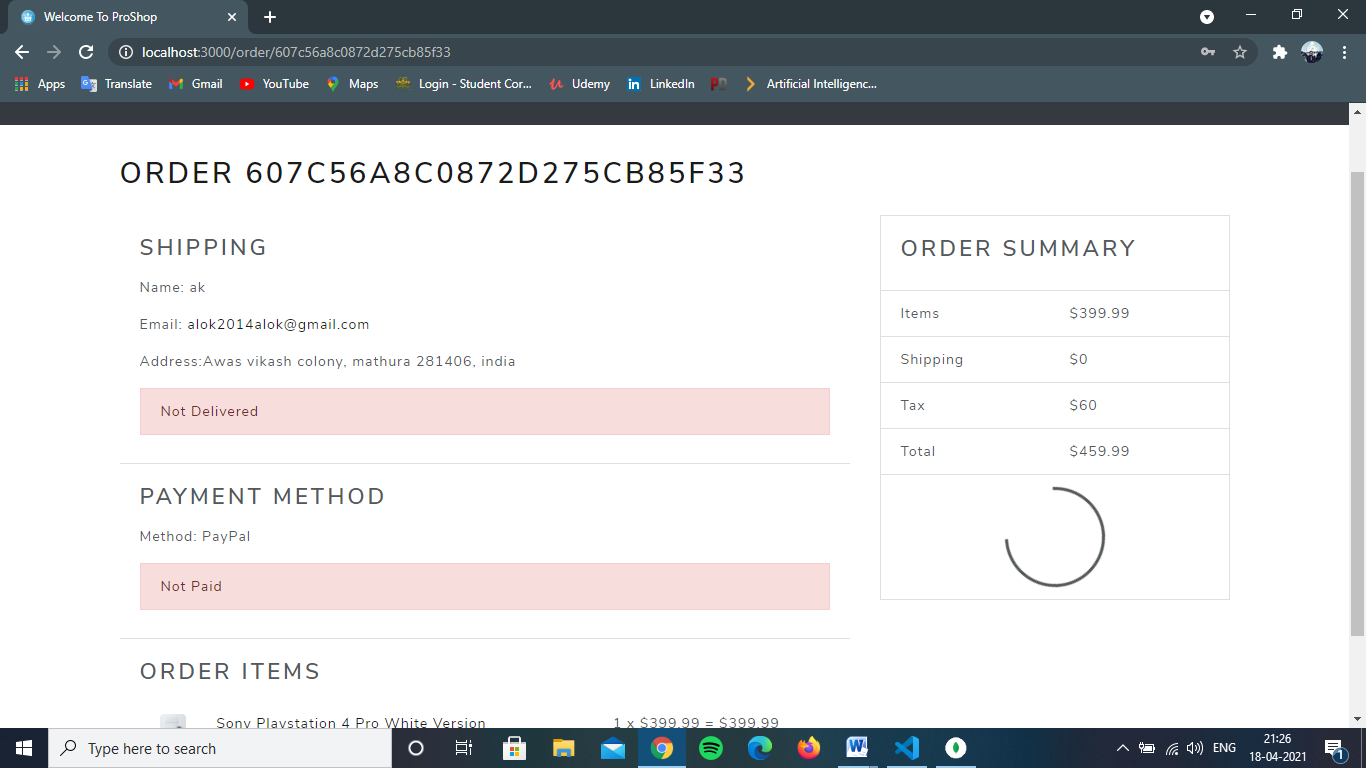 Welcome To ProShop
localhost:3000/order/607c56a8c0872d275cb85f33
Apps Translate Gmail YouTube Maps Login - Student Cor... Udemy LinkedIn Artificial Intelligenc...
ORDER 607C56A8C0872D275CB85F33
SHIPPING
Name: ak
Email: alok2014alok@gmail.com
Address:Awas vikash colony, mathura 281406, india
Not Delivered
PAYMENT METHOD
Method: PayPal
Not Paid
ORDER ITEMS
Sony Playstation 4 Pro White Version 1 x $399.99 = $399.99
ORDER SUMMARY
Items $399.99
Shipping $0
Tax $60
Total $459.99
Type here to search
ENG
21:26
18-04-2021
1